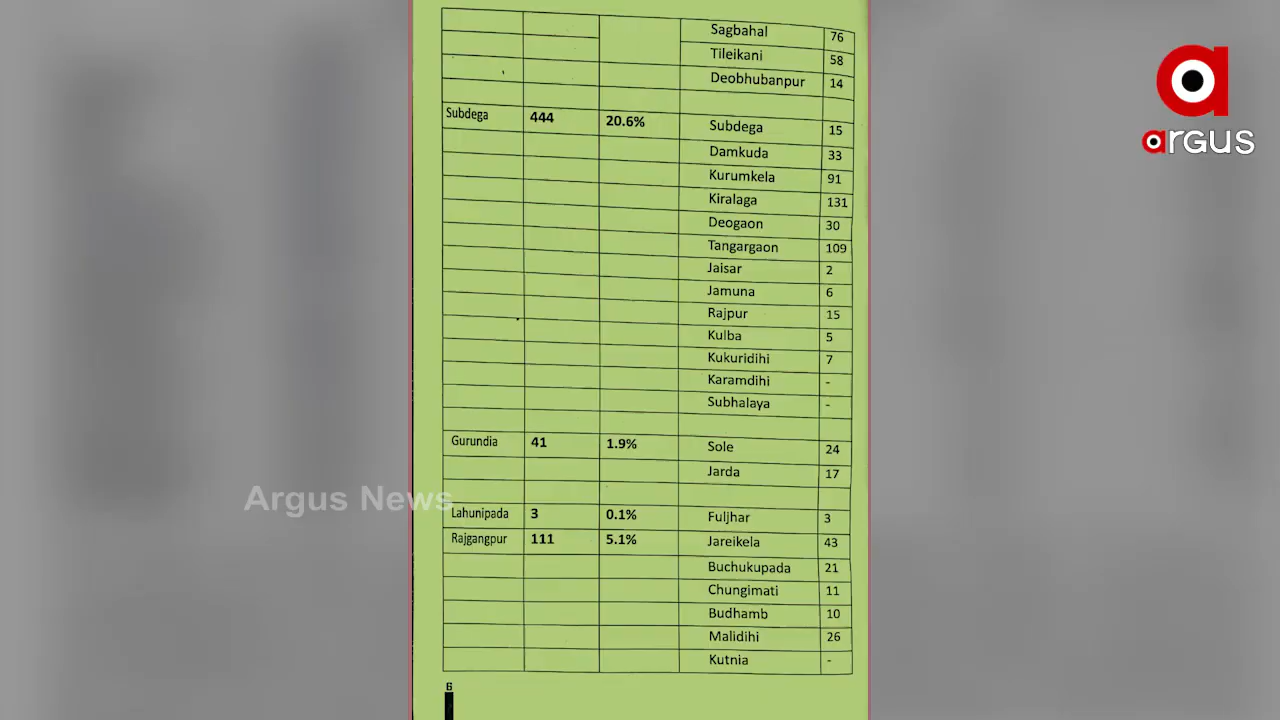 Sagbahal 76
Tileikani 58
Deobhubanpur 14
Subdega 444 20.6% Subdega 15
Damkuda 33
Kurumkela 91
Kiralaga 131
Deogaon 30
Tangargaon 109
Jaisar 2
Jamuna 6
Rajpur 15
Kulba 5
Kukuridihi 7
Karamdihi -
Subhalaya -
Gurundia 41 1.9% Sole 24
Jarda 17
Lahunipada 3 0.1% Fuljhar 3
Rajgangpur 111 5.1% Jareikela 43
Buchukupada 21
Chungimati 11
Budhamb 10
Malidihi 26
Kutnia -
6
argus
Argus News